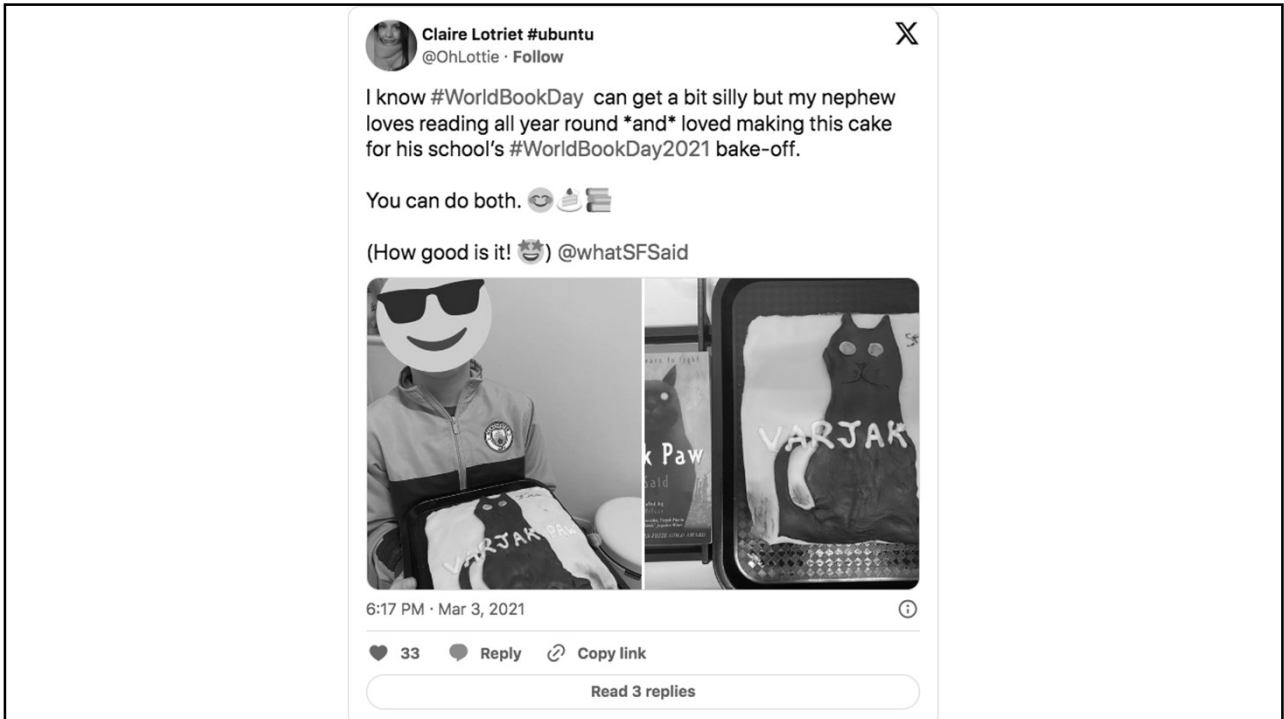 Claire Lotriet #ubuntu
@OhLottie · Follow
I know #WorldBookDay can get a bit silly but my nephew
loves reading all year round *and* loved making this cake
for his school's #WorldBookDay2021 bake-off.
You can do both.
(How good is it! ) @whatSFSaid
VARJAK PAW
k Paw
Said
VARJAK
6:17 PM · Mar 3, 2021
33
Reply
Copy link
Read 3 replies